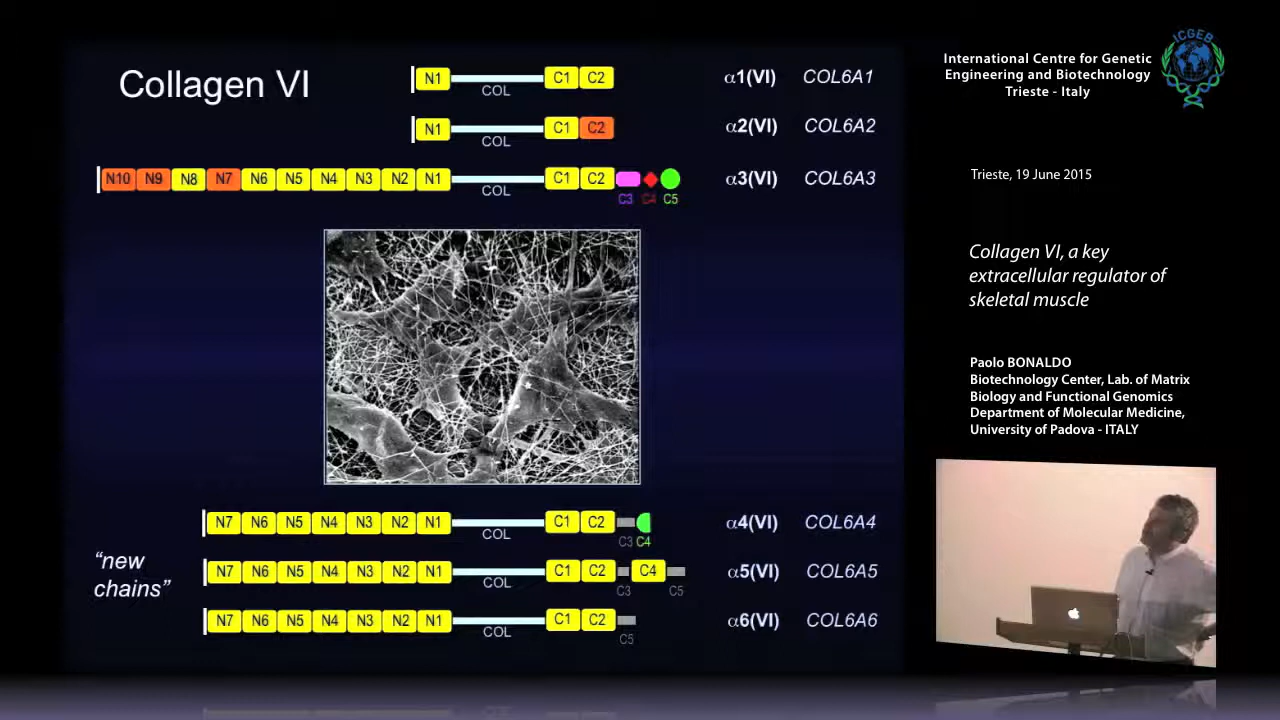 Collagen VI
N1 COL C1 C2 α1(VI) COL6A1
N1 COL C1 C2 α2(VI) COL6A2
N10 N9 N8 N7 N6 N5 N4 N3 N2 N1 COL C1 C2 C3 C4 C5 α3(VI) COL6A3
"new
chains"
N7 N6 N5 N4 N3 N2 N1 COL C1 C2 C3 C4 α4(VI) COL6A4
N7 N6 N5 N4 N3 N2 N1 COL C1 C2 C3 C4 C5 α5(VI) COL6A5
N7 N6 N5 N4 N3 N2 N1 COL C1 C2 C5 α6(VI) COL6A6
International Centre for Genetic
Engineering and Biotechnology
Trieste - Italy
ICGEB
Trieste, 19 June 2015
Collagen VI, a key
extracellular regulator of
skeletal muscle
Paolo BONALDO
Biotechnology Center, Lab. of Matrix
Biology and Functional Genomics
Department of Molecular Medicine,
University of Padova - ITALY